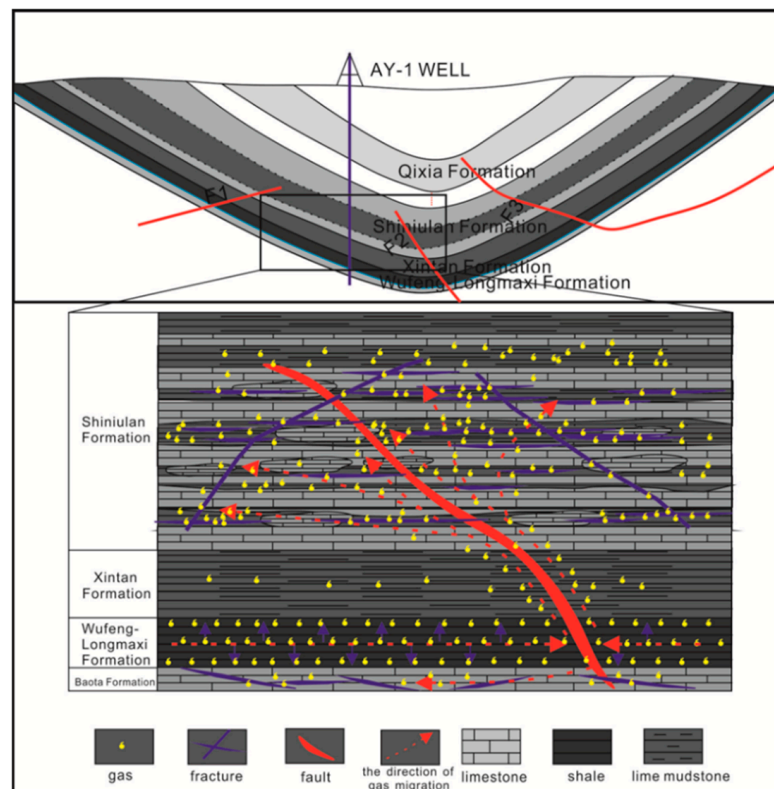 AY-1 WELL
Qixia Formation
F1
Shiniulan Formation
F2
F3
Xintan Formation
Wufeng-Longmaxi Formation
Shiniulan
Formation
Xintan
Formation
Wufeng-
Longmaxi
Formation
Baota Formation
gas
fracture
fault
the direction of
gas migration
limestone
shale
lime mudstone